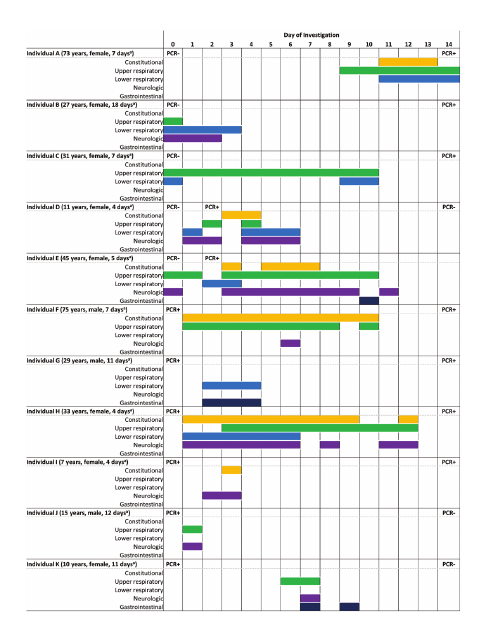 Day of Investigation
0 1 2 3 4 5 6 7 8 9 10 11 12 13 14
Individual A (73 years, female, 7 days*) PCR- PCR+
Constitutional
Upper respiratory
Lower respiratory
Neurologic
Gastrointestinal
Individual B (27 years, female, 18 days*) PCR- PCR+
Constitutional
Upper respiratory
Lower respiratory
Neurologic
Gastrointestinal
Individual C (31 years, female, 7 days*) PCR- PCR+
Constitutional
Upper respiratory
Lower respiratory
Neurologic
Gastrointestinal
Individual D (11 years, female, 4 days*) PCR- PCR+ PCR-
Constitutional
Upper respiratory
Lower respiratory
Neurologic
Gastrointestinal
Individual E (45 years, female, 5 days*) PCR- PCR+
Constitutional
Upper respiratory
Lower respiratory
Neurologic
Gastrointestinal
Individual F (75 years, male, 7 days*) PCR+ PCR+
Constitutional
Upper respiratory
Lower respiratory
Neurologic
Gastrointestinal
Individual G (29 years, male, 11 days*) PCR+ PCR+
Constitutional
Upper respiratory
Lower respiratory
Neurologic
Gastrointestinal
Individual H (33 years, female, 4 days*) PCR+ PCR+
Constitutional
Upper respiratory
Lower respiratory
Neurologic
Gastrointestinal
Individual I (7 years, female, 4 days*) PCR+ PCR+
Constitutional
Upper respiratory
Lower respiratory
Neurologic
Gastrointestinal
Individual J (15 years, male, 12 days*) PCR+ PCR-
Constitutional
Upper respiratory
Lower respiratory
Neurologic
Gastrointestinal
Individual K (10 years, female, 11 days*) PCR+ PCR-
Constitutional
Upper respiratory
Lower respiratory
Neurologic
Gastrointestinal